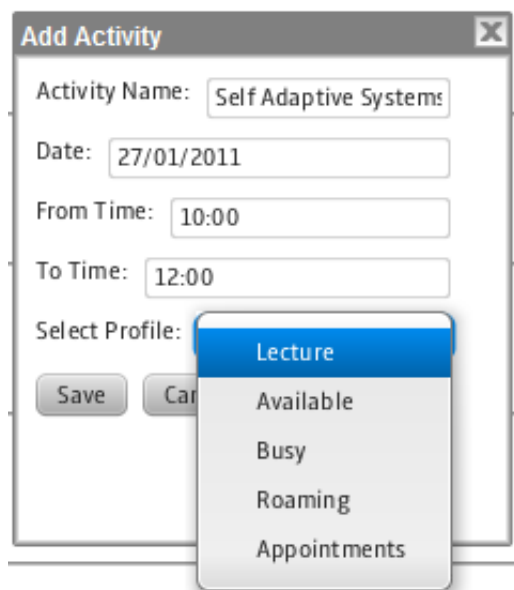 Add Activity
Activity Name: Self Adaptive Systems
Date: 27/01/2011
From Time: 10:00
To Time: 12:00
Select Profile:
Lecture
Save
Available
Busy
Roaming
Appointments